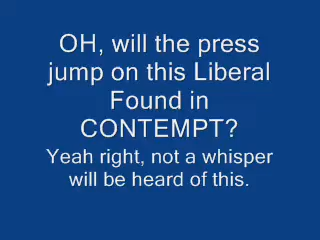 OH, will the press
jump on this Liberal
Found in
CONTEMPT?
Yeah right, not a whisper
will be heard of this.